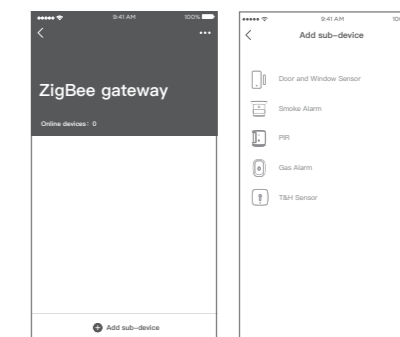 9:41 AM 100%
ZigBee gateway
Online devices: 0
Add sub-device
9:41 AM 10
Add sub-device
Door and Window Sensor
Smoke Alarm
PIR
Gas Alarm
T&H Sensor